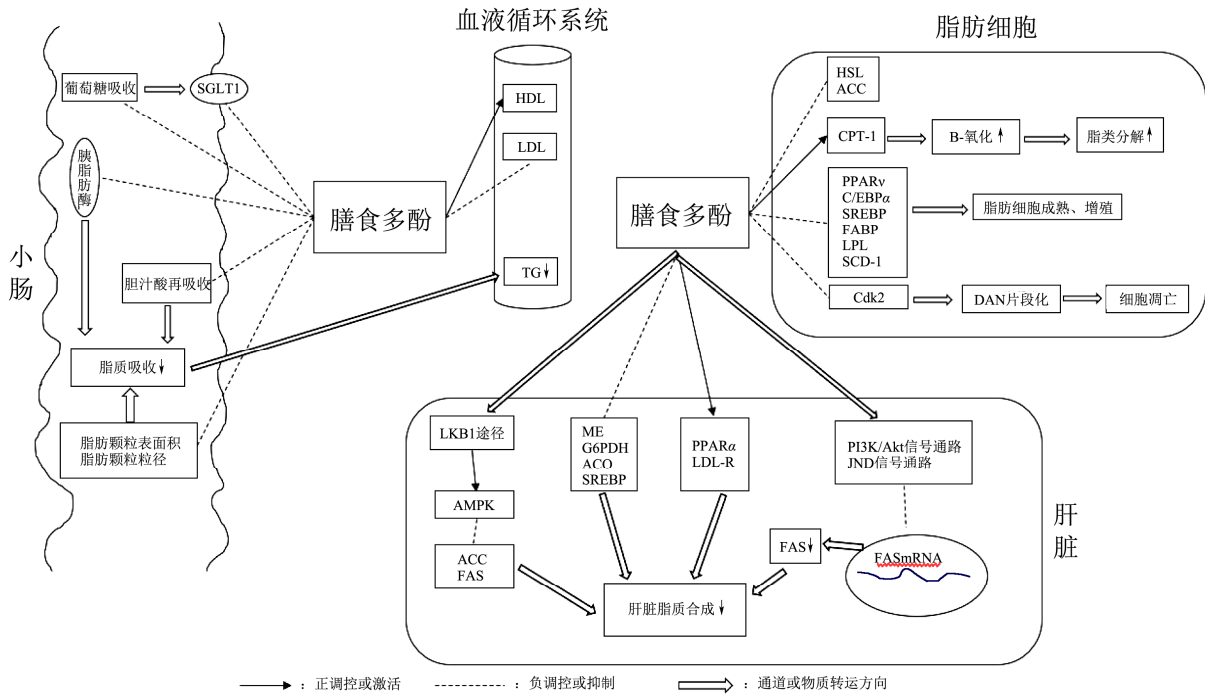 血液循环系统
脂肪细胞
葡萄糖吸收
SGLT1
胰脂肪酶
小肠
胆汁酸再吸收
脂质吸收↓
脂肪颗粒表面积
脂肪颗粒粒径
膳食多酚
HDL
LDL
TG↓
膳食多酚
HSL
ACC
CPT-1
B-氧化↑
脂类分解↑
PPARν
C/EBPα
SREBP
FABP
LPL
SCD-1
脂肪细胞成熟、增殖
Cdk2
DAN片段化
细胞凋亡
LKB1途径
AMPK
ACC
FAS
ME
G6PDH
ACO
SREBP
PPARα
LDL-R
PI3K/Akt信号通路
JND信号通路
FAS↓
FASmRNA
肝脏脂质合成↓
肝脏
：正调控或激活
：负调控或抑制
：通道或物质转运方向